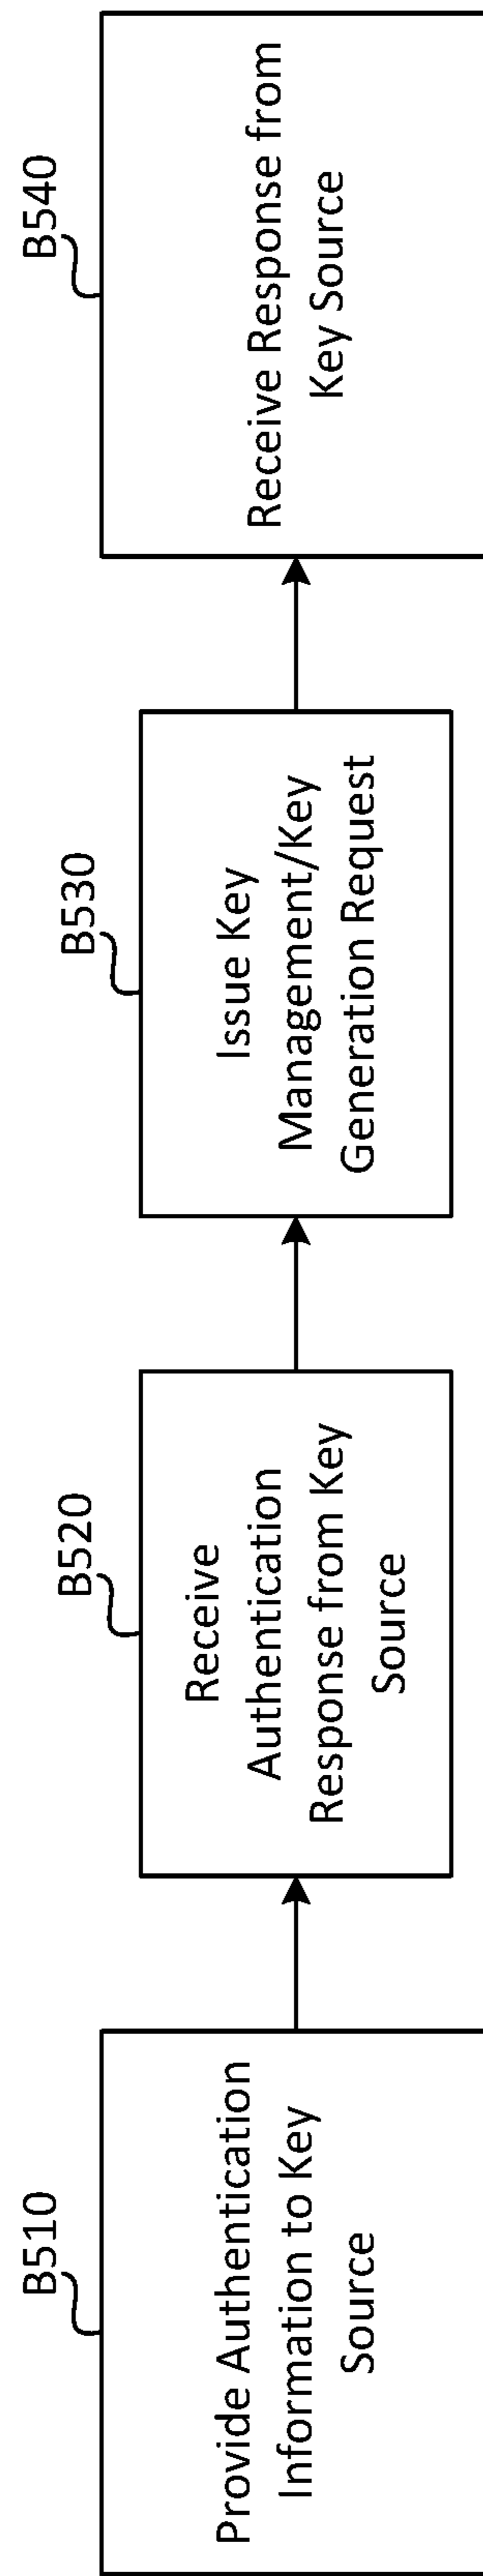 B510
Provide Authentication
Information to Key
Source
B520
Receive
Authentication
Response from Key
Source
B530
Issue Key
Management/Key
Generation Request
B540
Receive Response from
Key Source